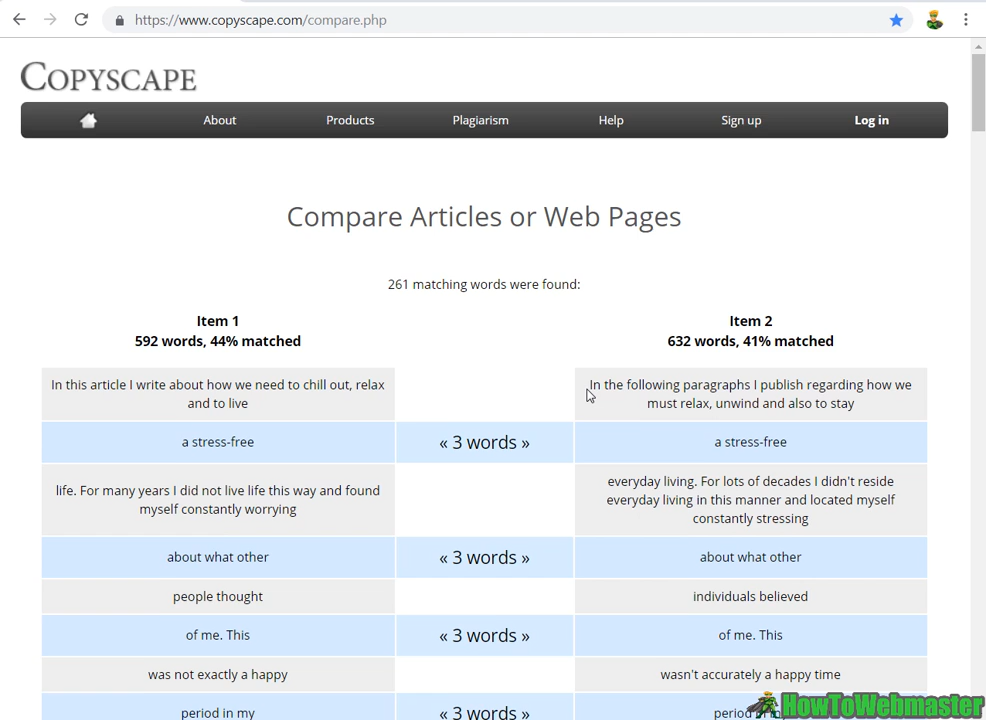 https://www.copyscape.com/compare.php
COPYSCAPE
About Products Plagiarism Help Sign up Log in
Compare Articles or Web Pages
261 matching words were found:
Item 1 Item 2
592 words, 44% matched 632 words, 41% matched
In this article I write about how we need to chill out, relax
and to live
In the following paragraphs I publish regarding how we
must relax, unwind and also to stay
a stress-free « 3 words » a stress-free
life. For many years I did not live life this way and found
myself constantly worrying
everyday living. For lots of decades I didn't reside
everyday living in this manner and located myself
constantly stressing
about what other « 3 words » about what other
people thought individuals believed
of me. This « 3 words » of me. This
was not exactly a happy wasn't accurately a happy time
period in my « 3 words » period in my
HowToWebmaster